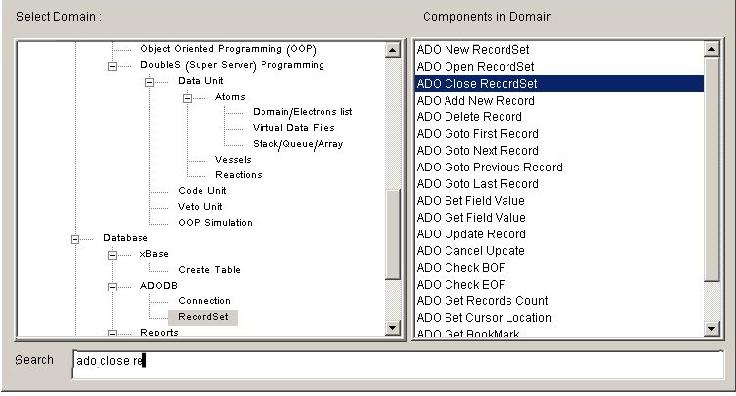 Select Domain :
Components in Domain
Object Oriented Programming (OOP)
DoubleS (Super Server) Programming
Data Unit
Atoms
Domain/Electrons list
Virtual Data Files
Stack/Queue/Array
Vessels
Reactions
Code Unit
Veto Unit
OOP Simulation
Database
xBase
Create Table
ADODB
Connection
RecordSet
Reports
ADO New RecordSet
ADO Open RecordSet
ADO Close RecordSet
ADO Add New Record
ADO Delete Record
ADO Goto First Record
ADO Goto Next Record
ADO Goto Previous Record
ADO Goto Last Record
ADO Set Field Value
ADO Get Field Value
ADO Update Record
ADO Cancel Update
ADO Check BOF
ADO Check EOF
ADO Get Records Count
ADO Set Cursor Location
ADO Get BookMark
Search
ado close re